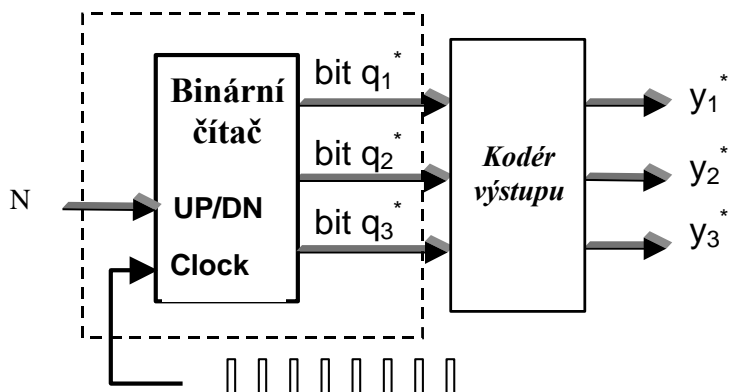 Binární
čítač
UP/DN
Clock
N
bit q₁*
bit q₂*
bit q₃*
Kodér
výstupu
y₁*
y₂*
y₃*